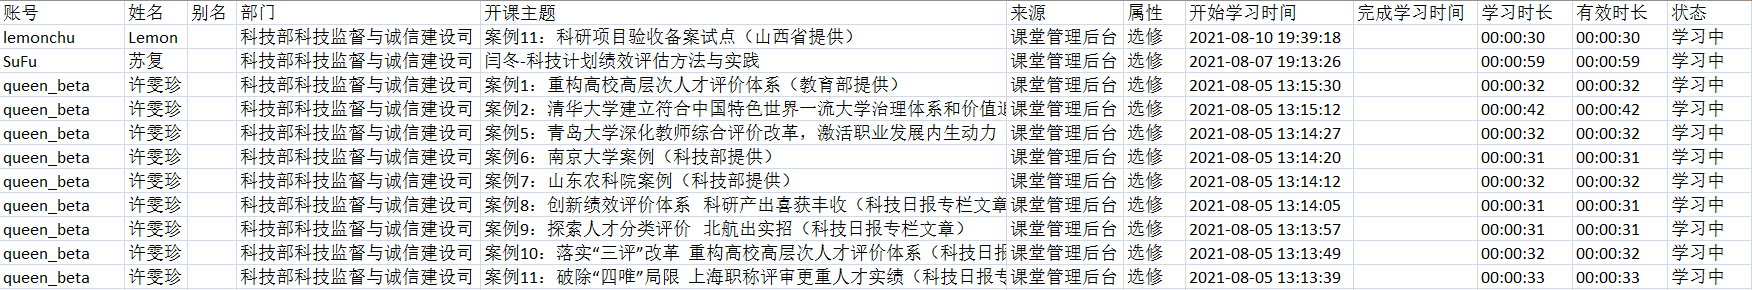 账号 姓名 别名 部门 开课主题 来源 属性 开始学习时间 完成学习时间 学习时长 有效时长 状态
lemonchu Lemon 科技部科技监督与诚信建设司 案例11：科研项目验收备案试点（山西省提供） 课堂管理后台 选修 2021-08-10 19:39:18 00:00:30 00:00:30 学习中
SuFu 苏复 科技部科技监督与诚信建设司 闫冬-科技计划绩效评估方法与实践 课堂管理后台 选修 2021-08-07 19:13:26 00:00:59 00:00:59 学习中
queen_beta 许雯珍 科技部科技监督与诚信建设司 案例1：重构高校高层次人才评价体系（教育部提供） 课堂管理后台 选修 2021-08-05 13:15:30 00:00:32 00:00:32 学习中
queen_beta 许雯珍 科技部科技监督与诚信建设司 案例2：清华大学建立符合中国特色世界一流大学治理体系和价值追 课堂管理后台 选修 2021-08-05 13:15:12 00:00:42 00:00:42 学习中
queen_beta 许雯珍 科技部科技监督与诚信建设司 案例5：青岛大学深化教师综合评价改革，激活职业发展内生动力 课堂管理后台 选修 2021-08-05 13:14:27 00:00:32 00:00:32 学习中
queen_beta 许雯珍 科技部科技监督与诚信建设司 案例6：南京大学案例（科技部提供） 课堂管理后台 选修 2021-08-05 13:14:20 00:00:31 00:00:31 学习中
queen_beta 许雯珍 科技部科技监督与诚信建设司 案例7：山东农科院案例（科技部提供） 课堂管理后台 选修 2021-08-05 13:14:12 00:00:32 00:00:32 学习中
queen_beta 许雯珍 科技部科技监督与诚信建设司 案例8：创新绩效评价体系 科研产出喜获丰收（科技日报专栏文章 课堂管理后台 选修 2021-08-05 13:14:05 00:00:31 00:00:31 学习中
queen_beta 许雯珍 科技部科技监督与诚信建设司 案例9：探索人才分类评价 北航出实招（科技日报专栏文章） 课堂管理后台 选修 2021-08-05 13:13:57 00:00:31 00:00:31 学习中
queen_beta 许雯珍 科技部科技监督与诚信建设司 案例10：落实“三评”改革 重构高校高层次人才评价体系（科技日报 课堂管理后台 选修 2021-08-05 13:13:49 00:00:32 00:00:32 学习中
queen_beta 许雯珍 科技部科技监督与诚信建设司 案例11：破除“四唯”局限 上海职称评审更重人才实绩（科技日报专 课堂管理后台 选修 2021-08-05 13:13:39 00:00:33 00:00:33 学习中